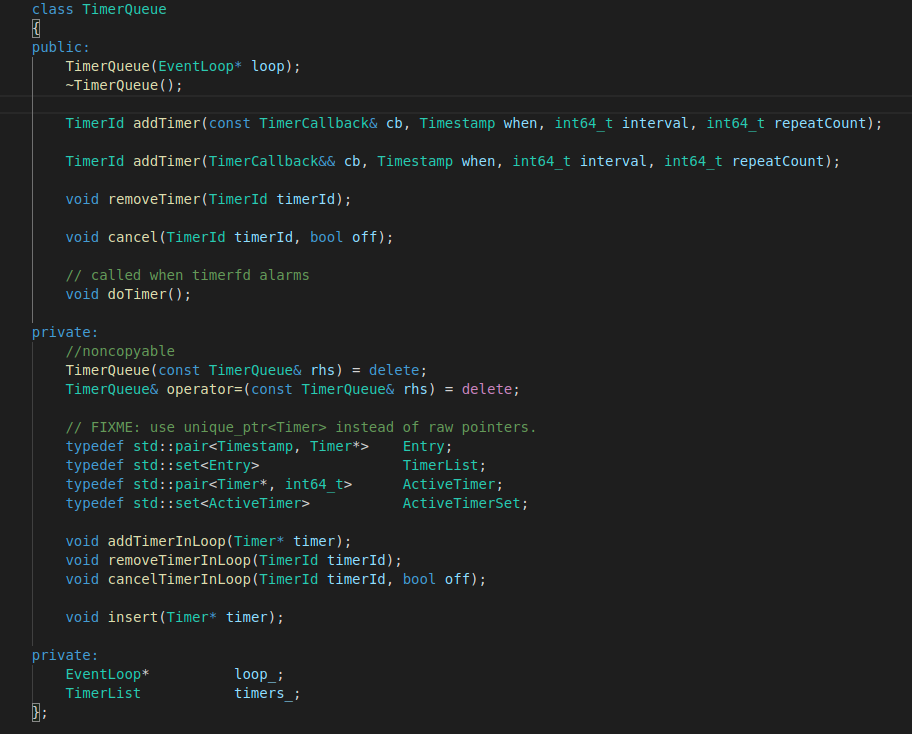 class TimerQueue
{
public:
    TimerQueue(EventLoop* loop);
    ~TimerQueue();

    TimerId addTimer(const TimerCallback& cb, Timestamp when, int64_t interval, int64_t repeatCount);

    TimerId addTimer(TimerCallback&& cb, Timestamp when, int64_t interval, int64_t repeatCount);

    void removeTimer(TimerId timerId);

    void cancel(TimerId timerId, bool off);

    // called when timerfd alarms
    void doTimer();

private:
    //noncopyable
    TimerQueue(const TimerQueue& rhs) = delete;
    TimerQueue& operator=(const TimerQueue& rhs) = delete;

    // FIXME: use unique_ptr<Timer> instead of raw pointers.
    typedef std::pair<Timestamp, Timer*>    Entry;
    typedef std::set<Entry>                 TimerList;
    typedef std::pair<Timer*, int64_t>      ActiveTimer;
    typedef std::set<ActiveTimer>           ActiveTimerSet;

    void addTimerInLoop(Timer* timer);
    void removeTimerInLoop(TimerId timerId);
    void cancelTimerInLoop(TimerId timerId, bool off);

    void insert(Timer* timer);

private:
    EventLoop*          loop_;
    TimerList           timers_;
};